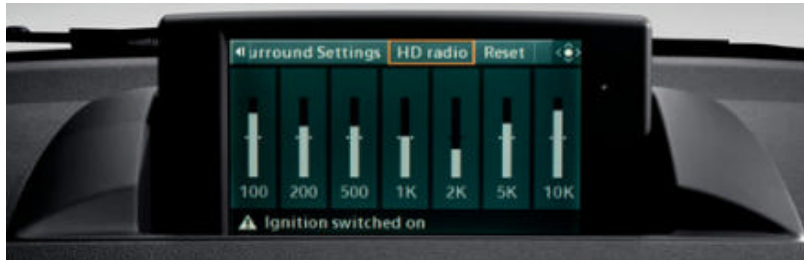 urround Settings HD radio Reset
100 200 500 1K 2K 5K 10K
Ignition switched on